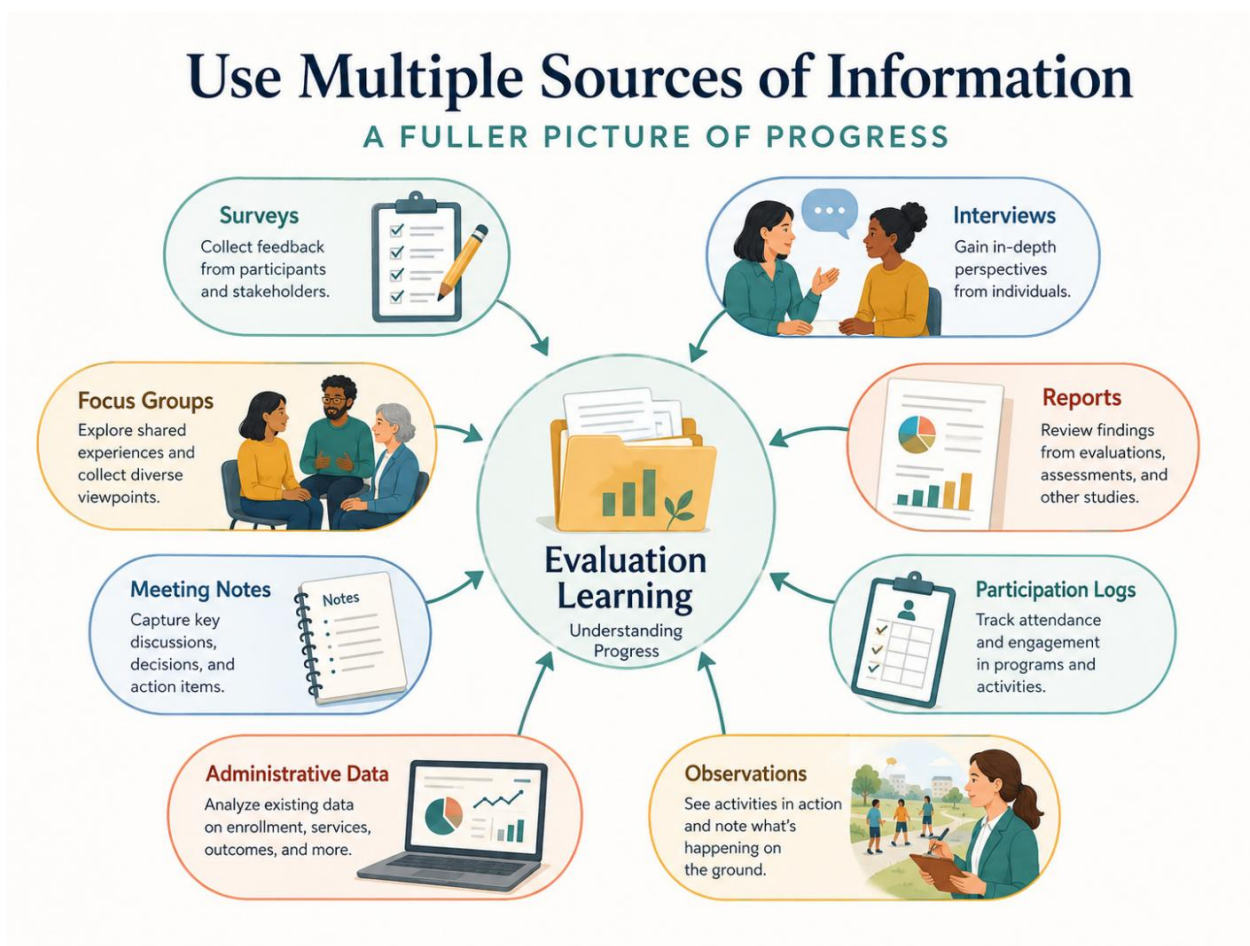 Use Multiple Sources of Information
A FULLER PICTURE OF PROGRESS
Surveys
Collect feedback
from participants
and stakeholders.
Interviews
Gain in-depth
perspectives
from individuals.
Focus Groups
Explore shared
experiences and
collect diverse
viewpoints.
Reports
Review findings
from evaluations,
assessments, and
other studies.
Evaluation
Learning
Understanding
Progress
Meeting Notes
Capture key
discussions,
decisions, and
action items.
Notes
Participation Logs
Track attendance
and engagement
in programs and
activities.
Administrative Data
Analyze existing data
on enrollment, services,
outcomes, and more.
Observations
See activities in action
and note what's
happening on
the ground.